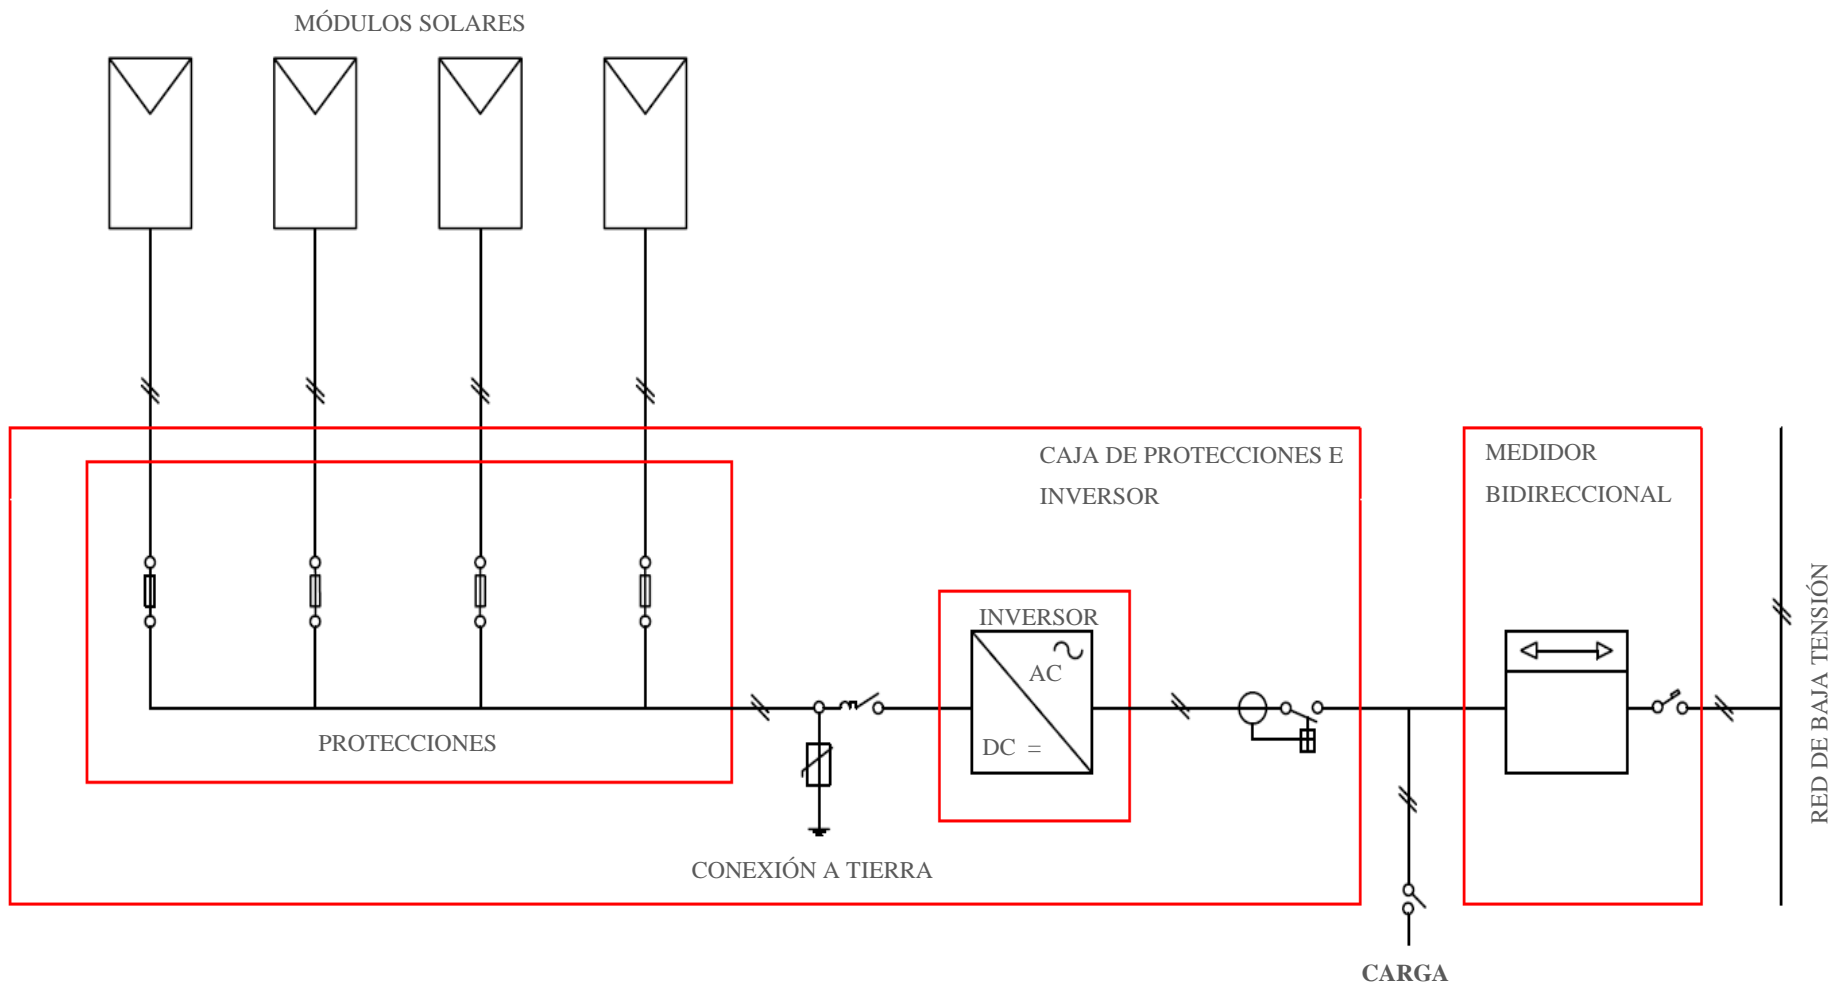 MÓDULOS SOLARES
CAJA DE PROTECCIONES E
INVERSOR
MEDIDOR
BIDIRECCIONAL
INVERSOR
AC
DC =
PROTECCIONES
CONEXIÓN A TIERRA
CARGA
RED DE BAJA TENSIÓN